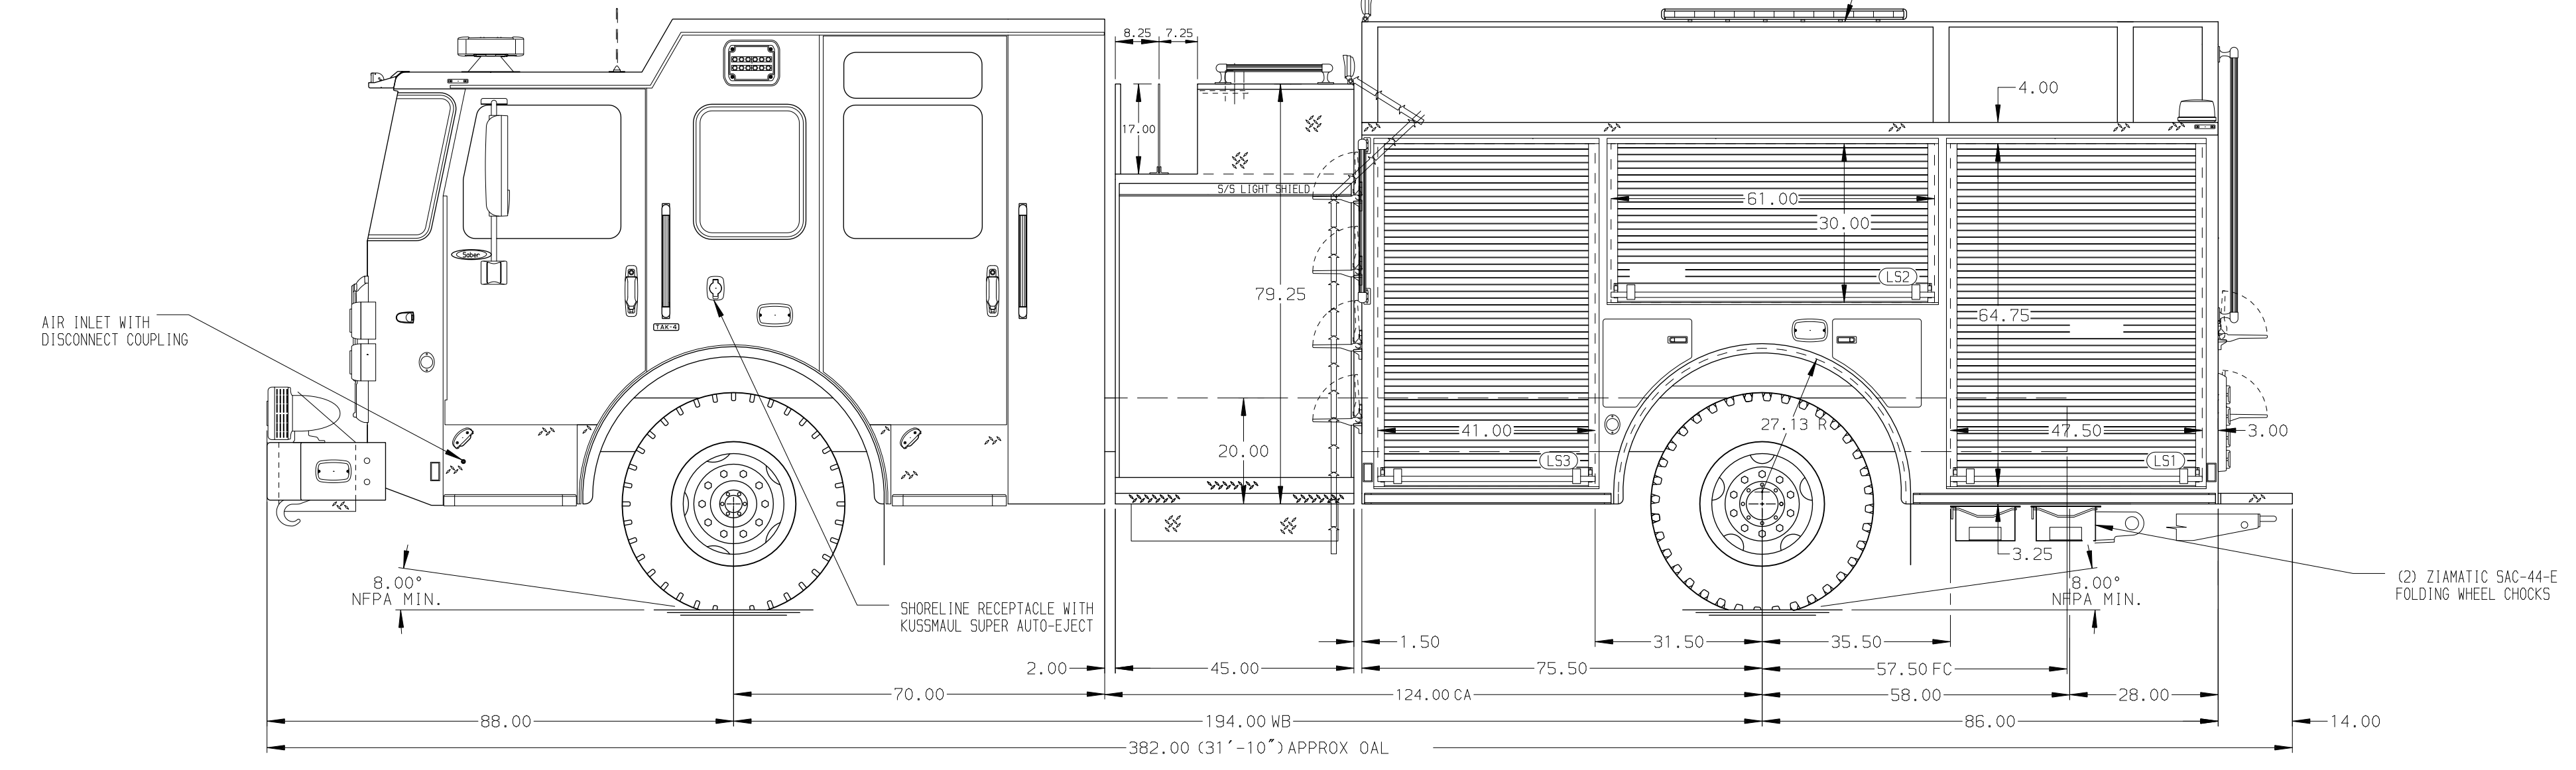 8.25
7.25
4.00
17.00
S/S LIGHT SHIELD
61.00
30.00
Saber
LS2
79.25
64.75
AIR INLET WITH
DISCONNECT COUPLING
TAK-4
27.13 R
41.00
47.50
3.00
20.00
LS3
LS1
3.25
8.00°
NFPA MIN.
8.00°
NFPA MIN.
(2) ZIAMATIC SAC-44-E
FOLDING WHEEL CHOCKS
SHORELINE RECEPTACLE WITH
KUSSMAUL SUPER AUTO-EJECT
1.50
31.50
35.50
2.00
45.00
75.50
57.50 FC
70.00
124.00 CA
58.00
28.00
88.00
194.00 WB
86.00
14.00
382.00 (31'-10") APPROX OAL